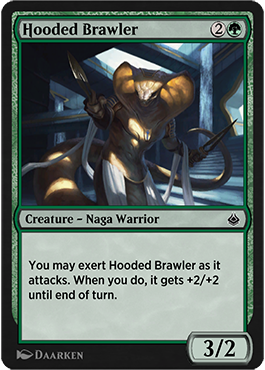 Hooded Brawler 2
Creature – Naga Warrior
You may exert Hooded Brawler as it
attacks. When you do, it gets +2/+2
until end of turn.
3/2
DAARKEN